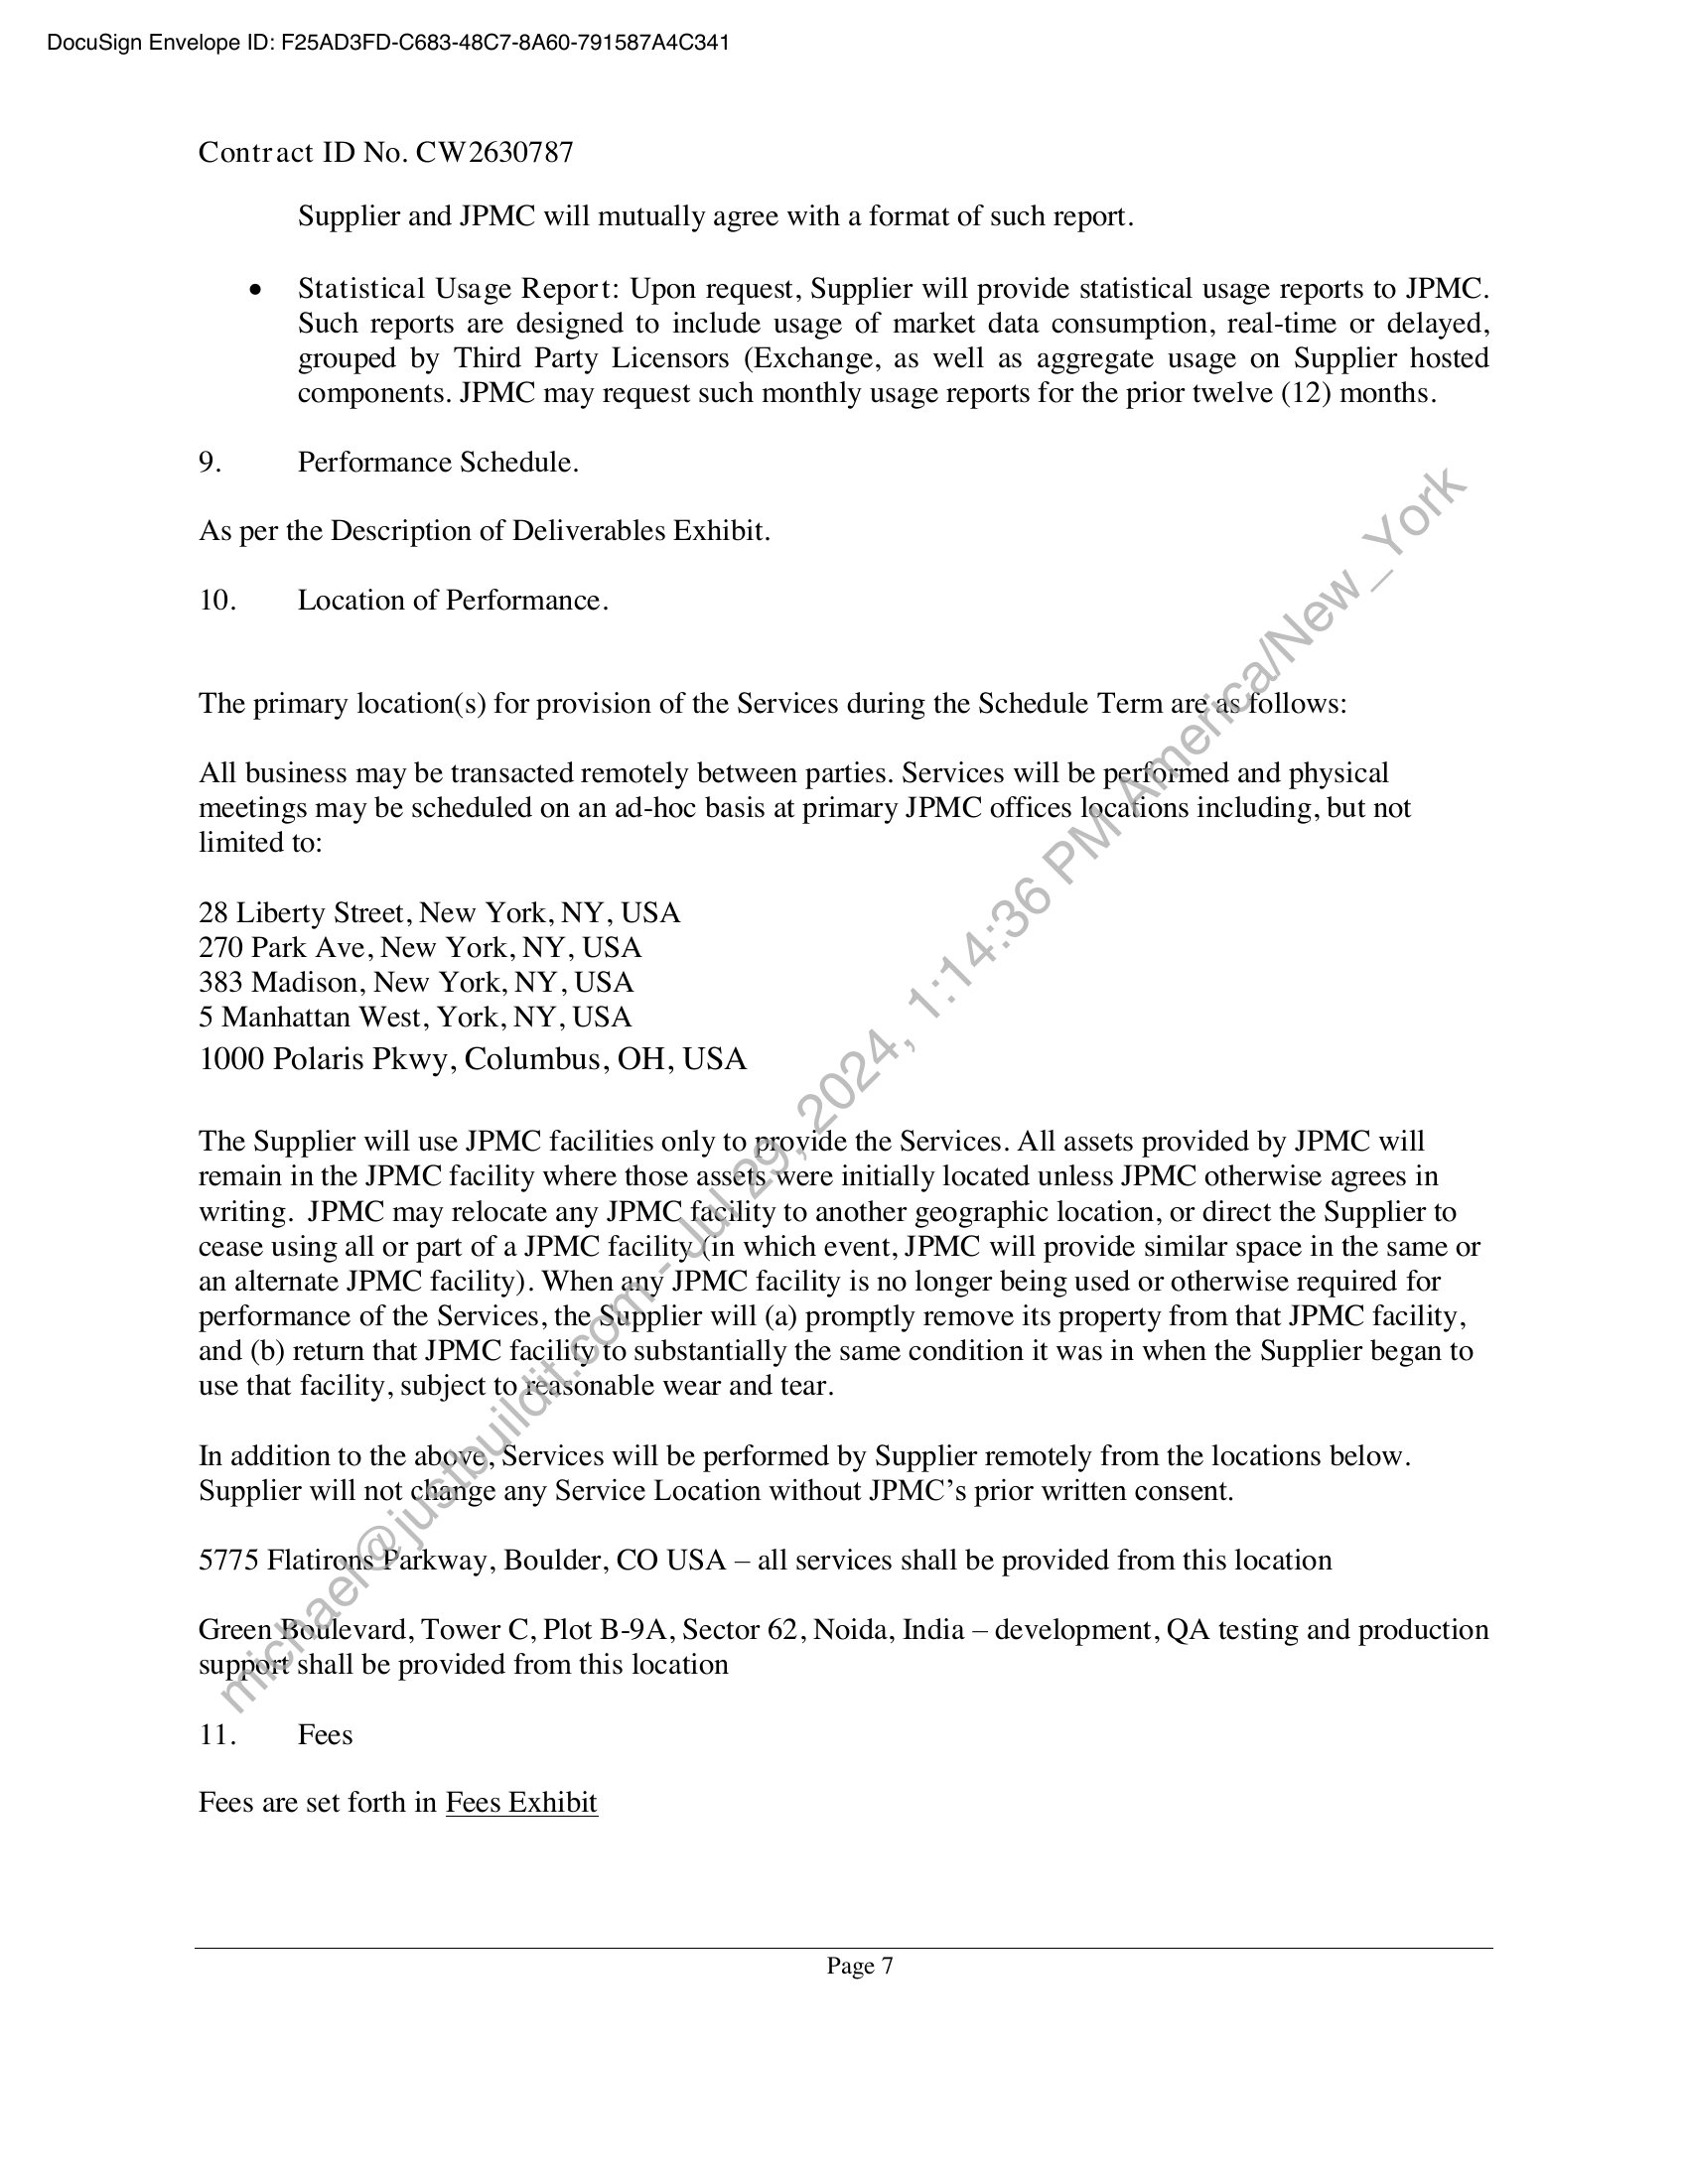 DocuSign Envelope ID: F25AD3FD-C683-48C7-8A60-791587A4C341
Contract ID No. CW2630787
Supplier and JPMC will mutually agree with a format of such report.
• Statistical Usage Report: Upon request, Supplier will provide statistical usage reports to JPMC.
Such reports are designed to include usage of market data consumption, real-time or delayed,
grouped by Third Party Licensors (Exchange, as well as aggregate usage on Supplier hosted
components. JPMC may request such monthly usage reports for the prior twelve (12) months.
9. Performance Schedule.
As per the Description of Deliverables Exhibit.
10. Location of Performance.
The primary location(s) for provision of the Services during the Schedule Term are as follows:
All business may be transacted remotely between parties. Services will be performed and physical
meetings may be scheduled on an ad-hoc basis at primary JPMC offices locations including, but not
limited to:
28 Liberty Street, New York, NY, USA
270 Park Ave, New York, NY, USA
383 Madison, New York, NY, USA
5 Manhattan West, York, NY, USA
1000 Polaris Pkwy, Columbus, OH, USA
The Supplier will use JPMC facilities only to provide the Services. All assets provided by JPMC will
remain in the JPMC facility where those assets were initially located unless JPMC otherwise agrees in
writing. JPMC may relocate any JPMC facility to another geographic location, or direct the Supplier to
cease using all or part of a JPMC facility (in which event, JPMC will provide similar space in the same or
an alternate JPMC facility). When any JPMC facility is no longer being used or otherwise required for
performance of the Services, the Supplier will (a) promptly remove its property from that JPMC facility,
and (b) return that JPMC facility to substantially the same condition it was in when the Supplier began to
use that facility, subject to reasonable wear and tear.
In addition to the above, Services will be performed by Supplier remotely from the locations below.
Supplier will not change any Service Location without JPMC’s prior written consent.
5775 Flatirons Parkway, Boulder, CO USA – all services shall be provided from this location
Green Boulevard, Tower C, Plot B-9A, Sector 62, Noida, India – development, QA testing and production
support shall be provided from this location
11. Fees
Fees are set forth in Fees Exhibit
Page 7
michael@justbuildit.com - Jul 29, 2024, 1:14:36 PM America/New_York